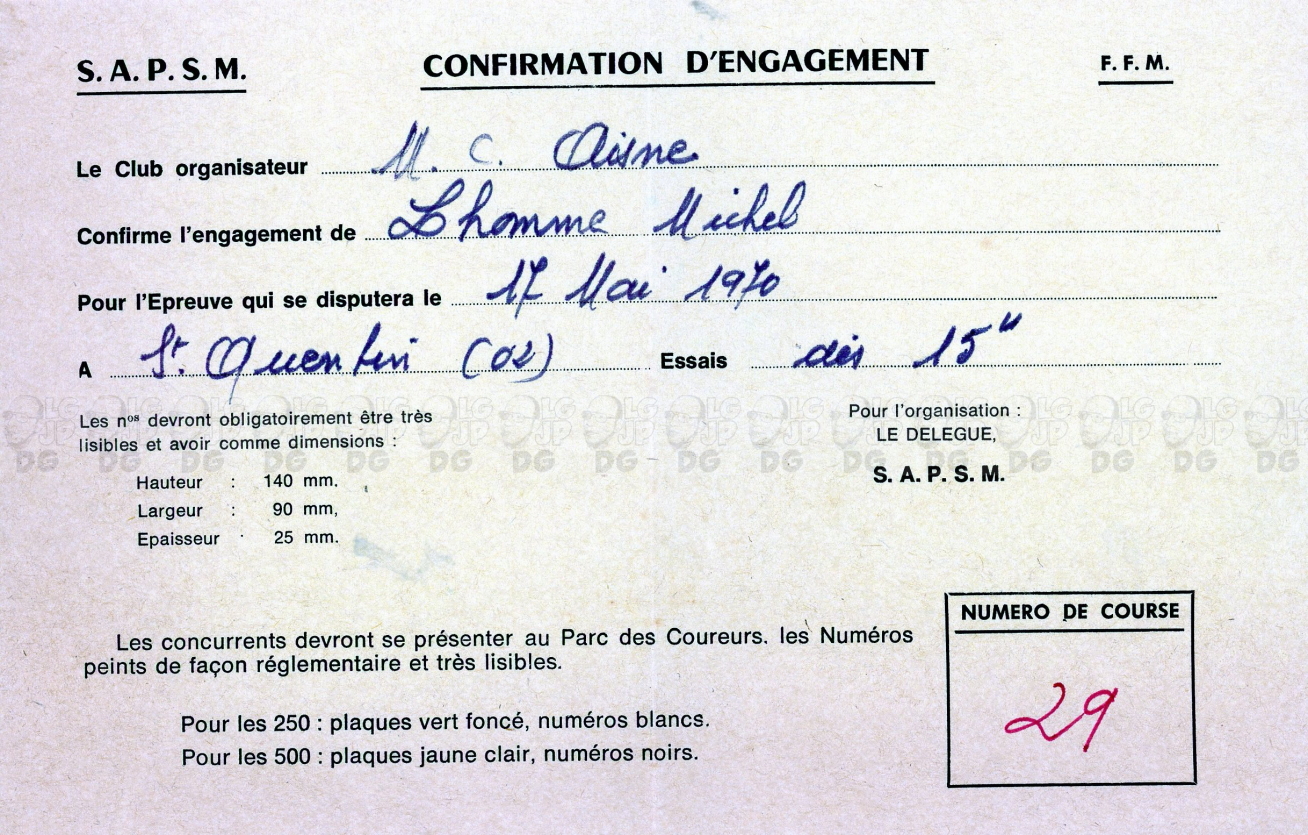 S. A. P. S. M. CONFIRMATION D'ENGAGEMENT F. F. M.
Le Club organisateur M. C. Aisne
Confirme l'engagement de Lhomme Michel
Pour l'Epreuve qui se disputera le 17 Mai 1970
A St. Quentin (02) Essais dès 15H
Les nos devront obligatoirement être très
lisibles et avoir comme dimensions :
Hauteur : 140 mm.
Largeur : 90 mm,
Epaisseur : 25 mm.
Pour l'organisation :
LE DELEGUE,
S. A. P. S. M.
Les concurrents devront se présenter au Parc des Coureurs. les Numéros
peints de façon réglementaire et très lisibles.
Pour les 250 : plaques vert foncé, numéros blancs.
Pour les 500 : plaques jaune clair, numéros noirs.
NUMERO DE COURSE
29
LG JP DG